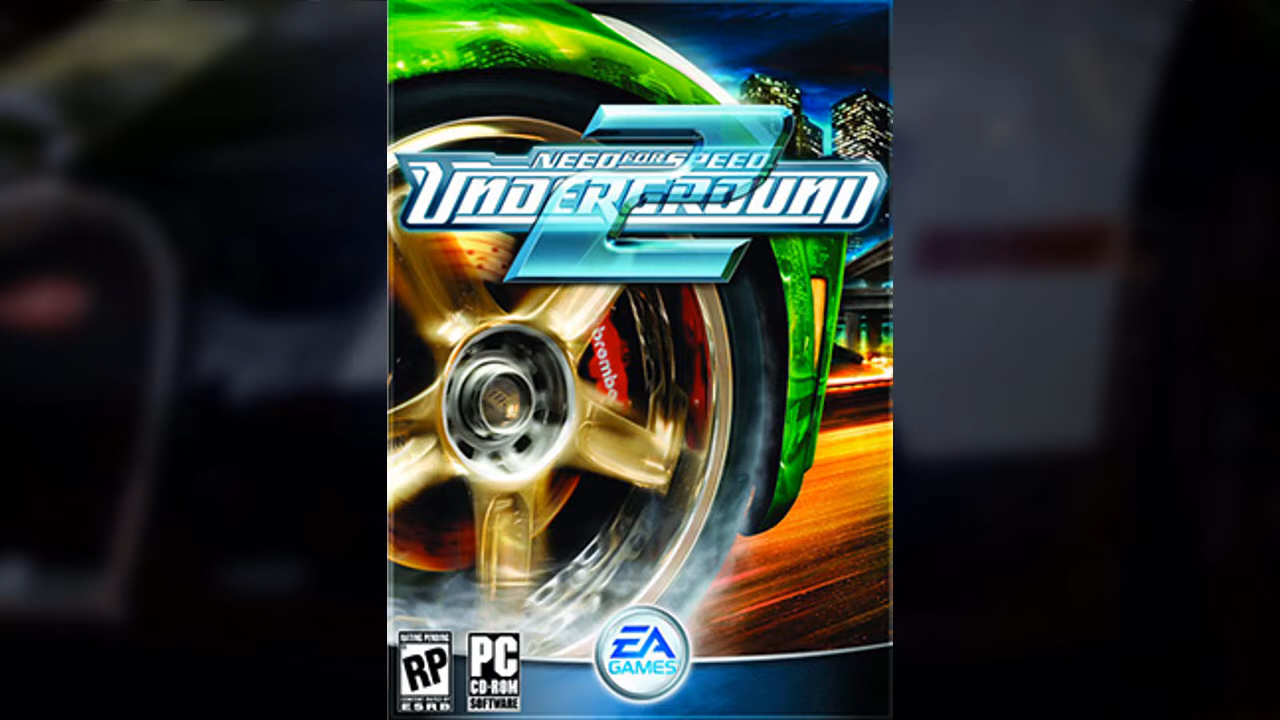 NEED FOR SPEED
UNDERGROUND
2
brembo
RATING PENDING
RP
CONTENT RATED BY
ESRB
PC
CD-ROM
SOFTWARE
EA
GAMES